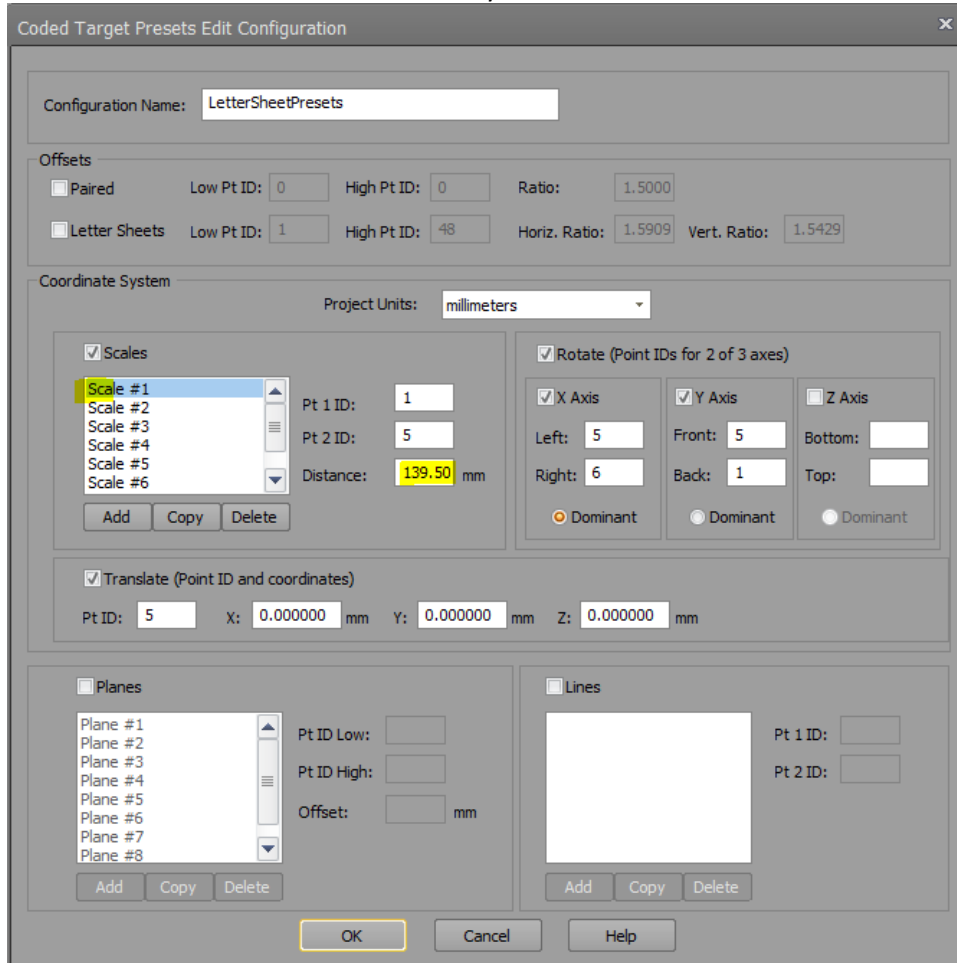 Coded Target Presets Edit Configuration x
Configuration Name: LetterSheetPresets
Offsets
Paired Low Pt ID: 0 High Pt ID: 0 Ratio: 1.5000
Letter Sheets Low Pt ID: 1 High Pt ID: 48 Horiz. Ratio: 1.5909 Vert. Ratio: 1.5429
Coordinate System
Project Units: millimeters
Scales
Scale #1
Scale #2
Scale #3
Scale #4
Scale #5
Scale #6
Pt 1 ID: 1
Pt 2 ID: 5
Distance: 139.50 mm
Add Copy Delete
Rotate (Point IDs for 2 of 3 axes)
X Axis Y Axis Z Axis
Left: 5 Front: 5 Bottom:
Right: 6 Back: 1 Top:
Dominant Dominant Dominant
Translate (Point ID and coordinates)
Pt ID: 5 X: 0.000000 mm Y: 0.000000 mm Z: 0.000000 mm
Planes
Plane #1
Plane #2
Plane #3
Plane #4
Plane #5
Plane #6
Plane #7
Plane #8
Pt ID Low:
Pt ID High:
Offset: mm
Add Copy Delete
Lines
Pt 1 ID:
Pt 2 ID:
Add Copy Delete
OK Cancel Help